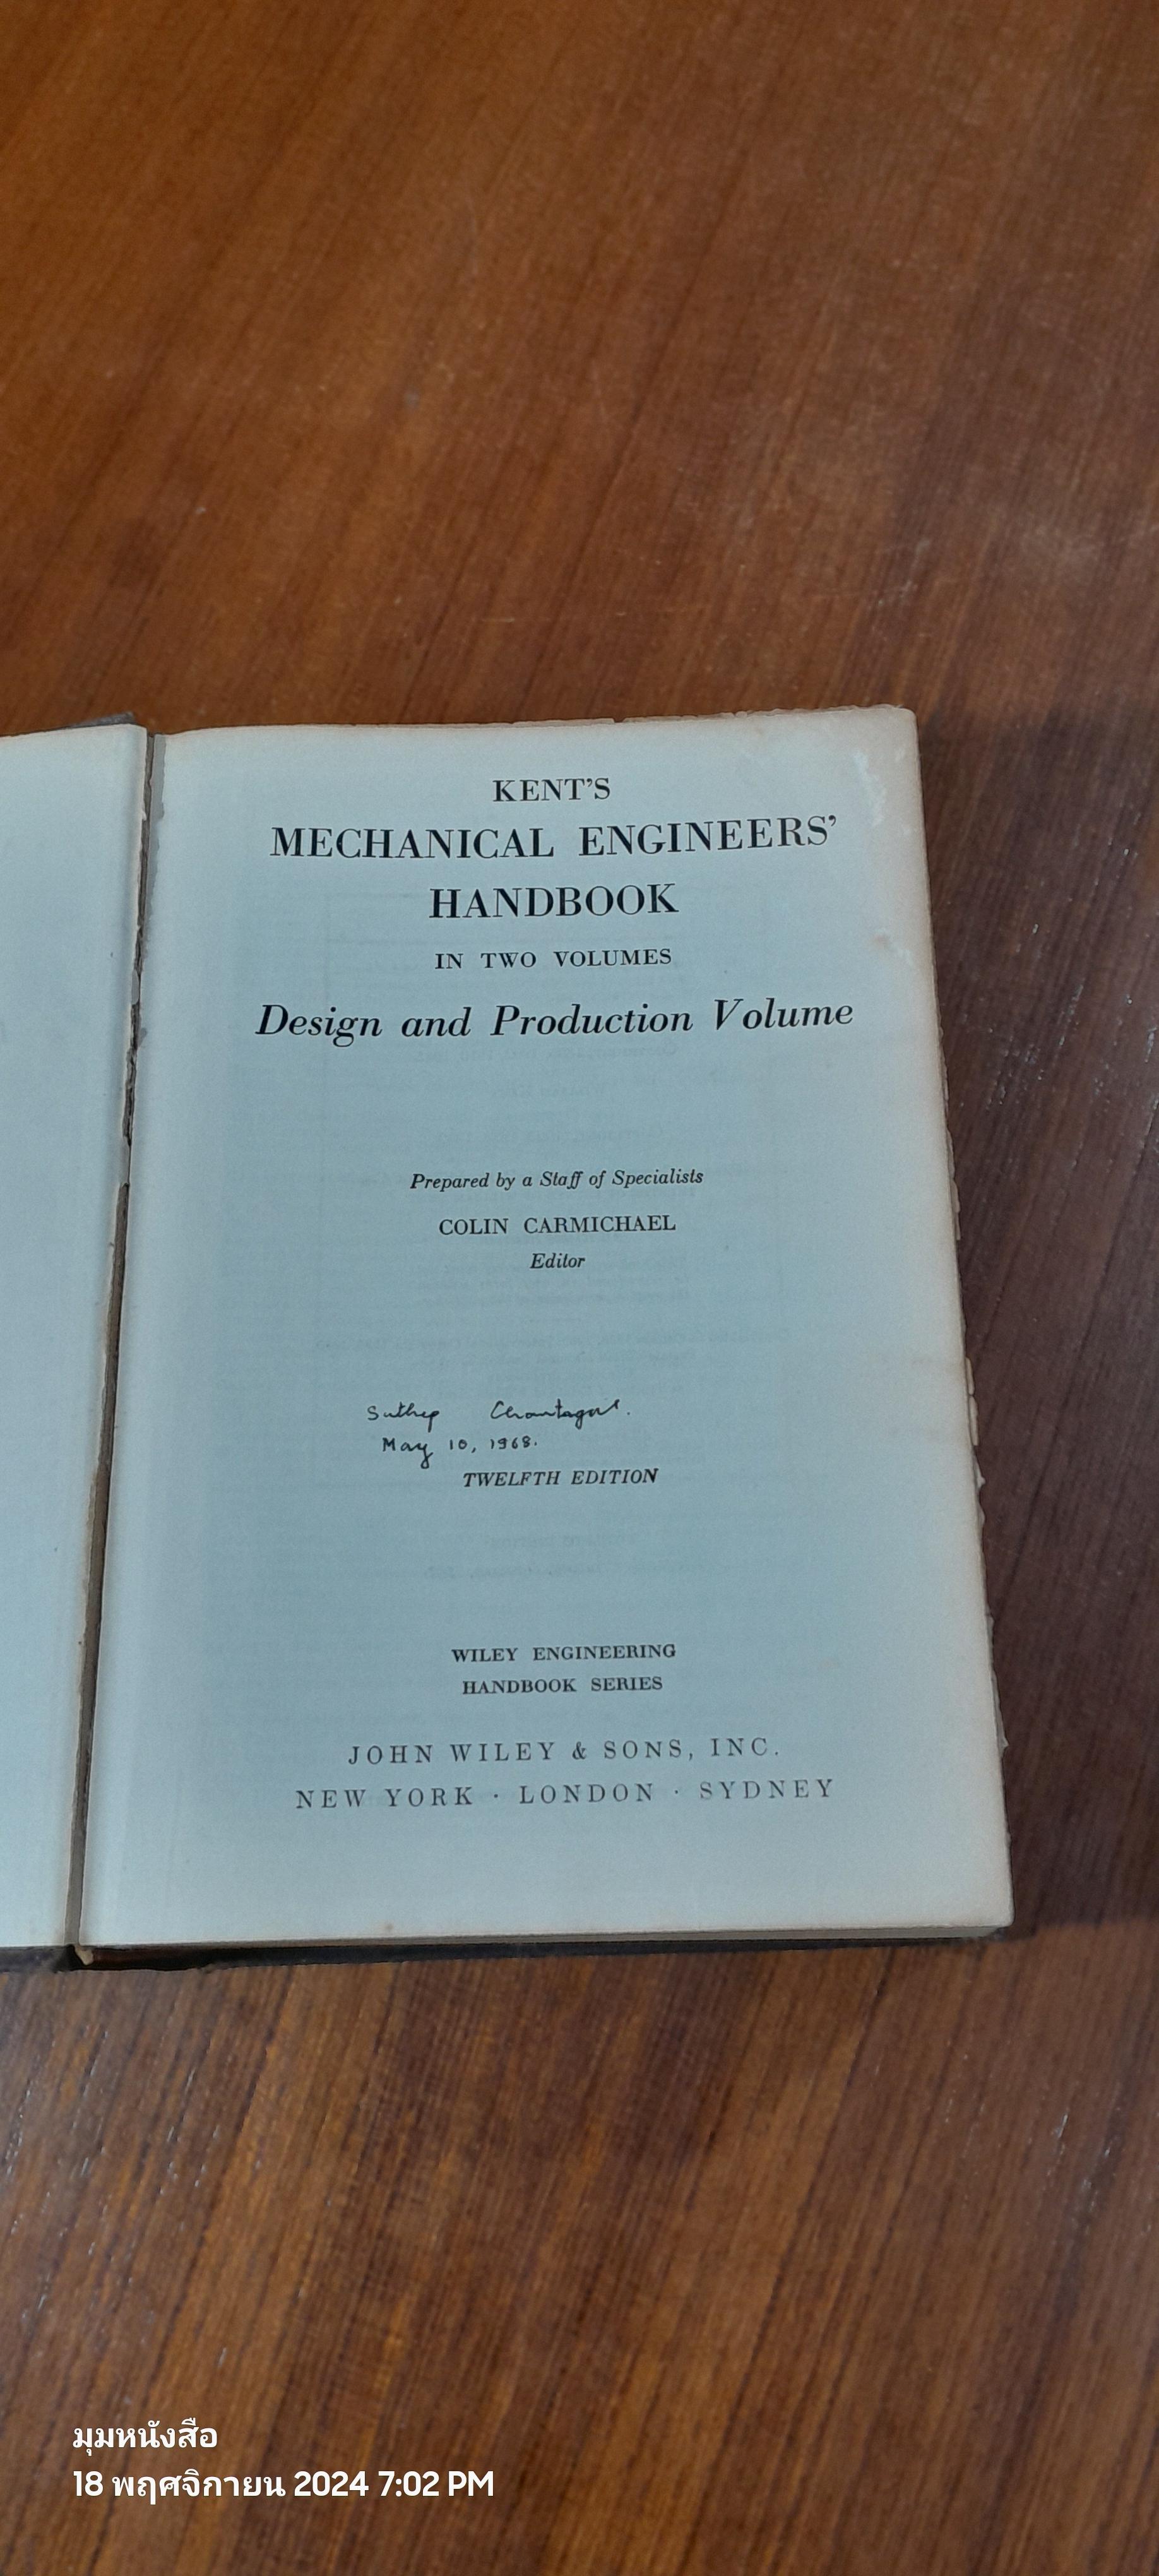 KENT'S
MECHANICAL ENGINEERS'
HANDBOOK
IN TWO VOLUMES
Design and Production Volume
Prepared by a Staff of Specialists
COLIN CARMICHAEL
Editor
Suthep
May 10, 1968.
TWELFTH EDITION
WILEY ENGINEERING
HANDBOOK SERIES
JOHN WILEY & SONS, INC.
NEW YORK · LONDON · SYDNEY
มุมหนังสือ
18 พฤศจิกายน 2024 7:02 PM